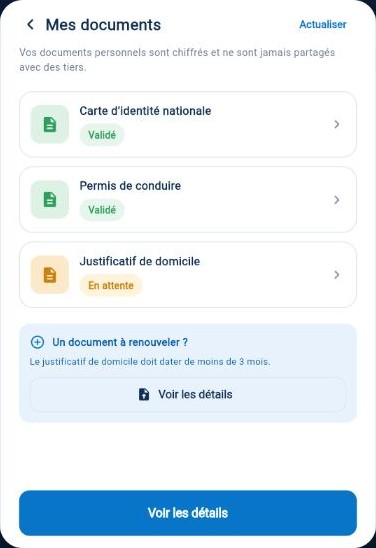 Mes documents
Actualiser
Vos documents personnels sont chiffrés et ne sont jamais partagés
avec des tiers.
Carte d'identité nationale
Validé
Permis de conduire
Validé
Justificatif de domicile
En attente
Un document à renouveler ?
Le justificatif de domicile doit dater de moins de 3 mois.
Voir les détails
Voir les détails